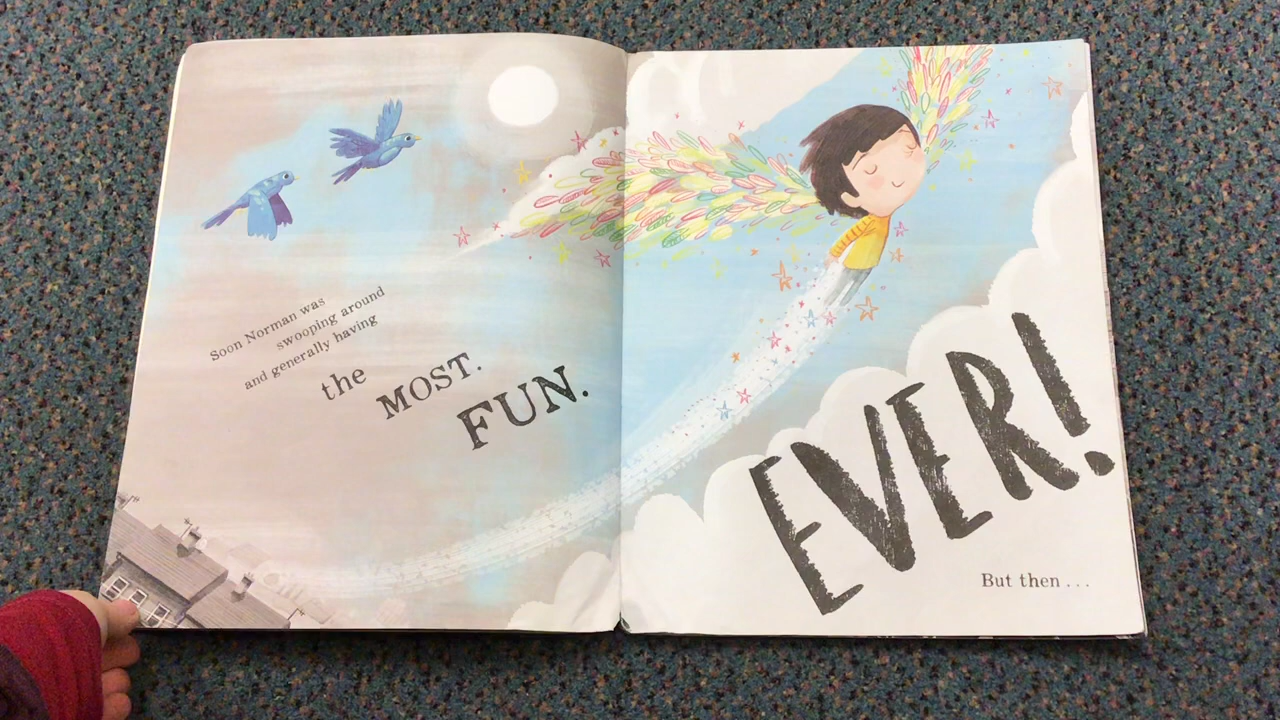 Soon Norman was
swooping around
and generally having
the
MOST.
FUN.
EVER!
But then . . .